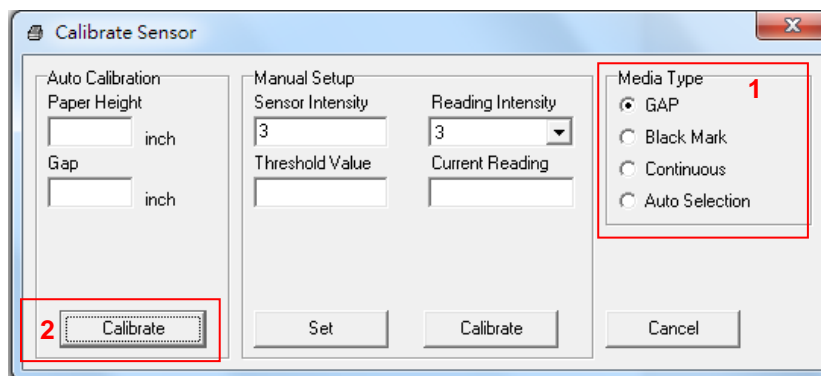 Calibrate Sensor
Auto Calibration
Paper Height
inch
Gap
inch
2
Calibrate
Manual Setup
Sensor Intensity
Reading Intensity
3
3
Threshold Value
Current Reading
Set
Calibrate
Media Type
1
GAP
Black Mark
Continuous
Auto Selection
Cancel